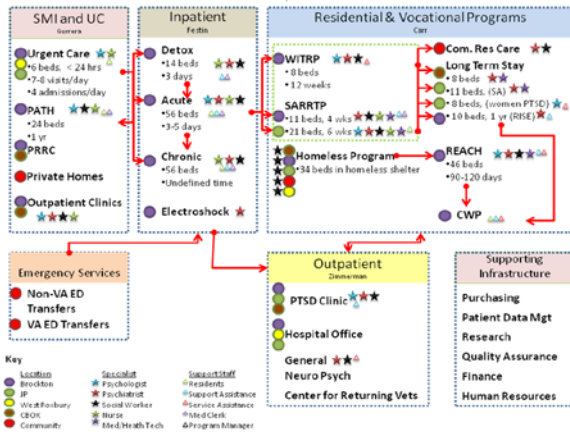 SMI and UC
Guerrera
Urgent Care
•6 beds, < 24 hrs
•7-8 visits/day
•4 admissions/day
PATH
•24 beds
•1 yr
PRRC
Private Homes
Outpatient Clinics
Inpatient
Festin
Detox
•14 beds
•3 days
Acute
•56 beds
•3-5 days
Chronic
•56 beds
•Undefined time
Electroshock
Residential & Vocational Programs
Carr
WITRP
•8 beds
•12 weeks
SARRTP
•11 beds, 4 wks
•21 beds, 6 wks
Homeless Program
•34 beds in homeless shelter
Com. Res Care
Long Term Stay
•8 beds
•11 beds, (SA)
•8 beds, (women PTSD)
•10 beds, 1 yr (RISE)
REACH
•46 beds
•90-120 days
CWP
Emergency Services
Non-VA ED
Transfers
VA ED Transfers
Outpatient
Zimmerman
PTSD Clinic
Hospital Office
General
Neuro Psych
Center for Returning Vets
Supporting
Infrastructure
Purchasing
Patient Data Mgt
Research
Quality Assurance
Finance
Human Resources
Key
Location
Brockton
JP
West Roxbury
CBOX
Community
Specialist
Psychologist
Psychiatrist
Social Worker
Nurse
Med/Heath Tech
Support Staff
Residents
Support Assistance
Service Assistance
Med Clerk
Program Manager